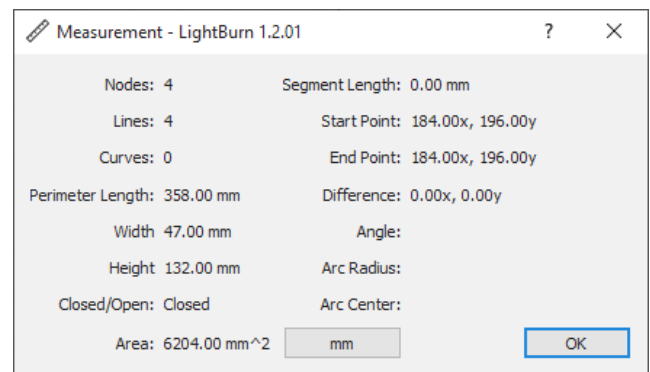 Measurement - LightBurn 1.2.01 ?
Nodes: 4 Segment Length: 0.00 mm
Lines: 4 Start Point: 184.00x, 196.00y
Curves: 0 End Point: 184.00x, 196.00y
Perimeter Length: 358.00 mm Difference: 0.00x, 0.00y
Width 47.00 mm Angle:
Height 132.00 mm Arc Radius:
Closed/Open: Closed Arc Center:
Area: 6204.00 mm^2 mm OK